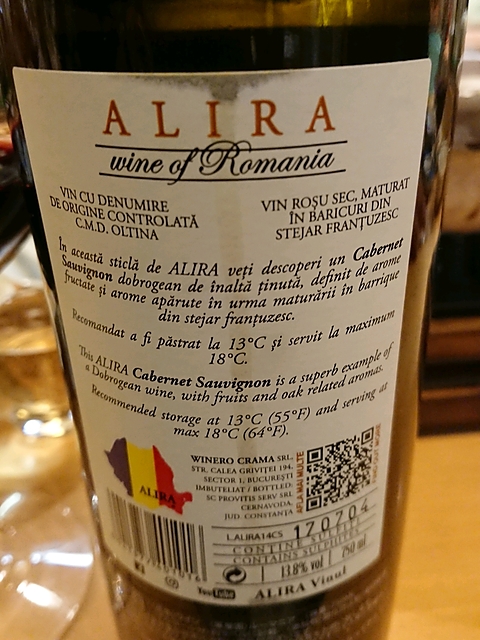 ALIRA
wine of Romania
VIN CU DENUMIRE
DE ORIGINE CONTROLATĂ
C.M.D. OLTINA
VIN ROȘU SEC, MATURAT
ÎN BARICURI DIN
STEJAR FRANȚUZESC
În această sticlă de ALIRA veți descoperi un Cabernet
Sauvignon dobrogean de înaltă ținută, definit de arome
fructate și arome apărute în urma maturării în barrique
din stejar franțuzesc.
Recomandat a fi păstrat la 13°C și servit la maximum
18°C.
This ALIRA Cabernet Sauvignon is a superb example of
a Dobrogean wine, with fruits and oak related aromas.
Recommended storage at 13°C (55°F) and serving at
max 18°C (64°F).
ALIRA
WINERO CRAMA SRL.
STR. CALEA GRIVIȚEI 194,
SECTOR 1, BUCUREȘTI
IMBUTELIAT / BOTTLED:
SC PROVITIS SERV SRL
CERNAVODA,
JUD. CONSTANȚA
AFLĂ MAI MULTE
L.ALIRA14CS 170704
CONTAINS SULPHITES
13.8% vol 750 ml
YouTube ALIRA Vinul